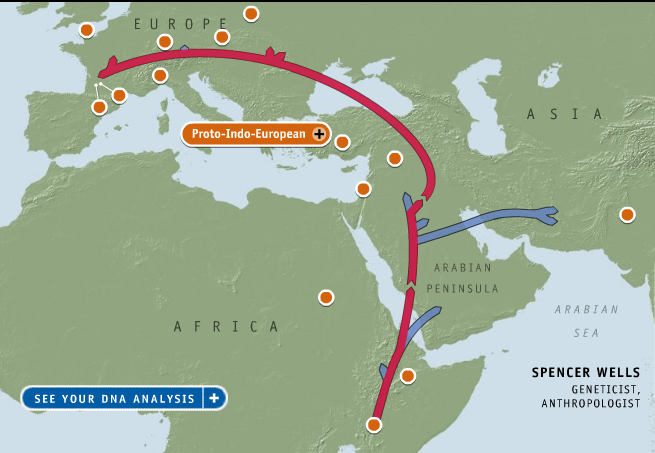 EUROPE
ASIA
Proto-Indo-European +
ARABIAN
PENINSULA
ARABIAN
SEA
AFRICA
SPENCER WELLS
GENETICIST,
ANTHROPOLOGIST
SEE YOUR DNA ANALYSIS +